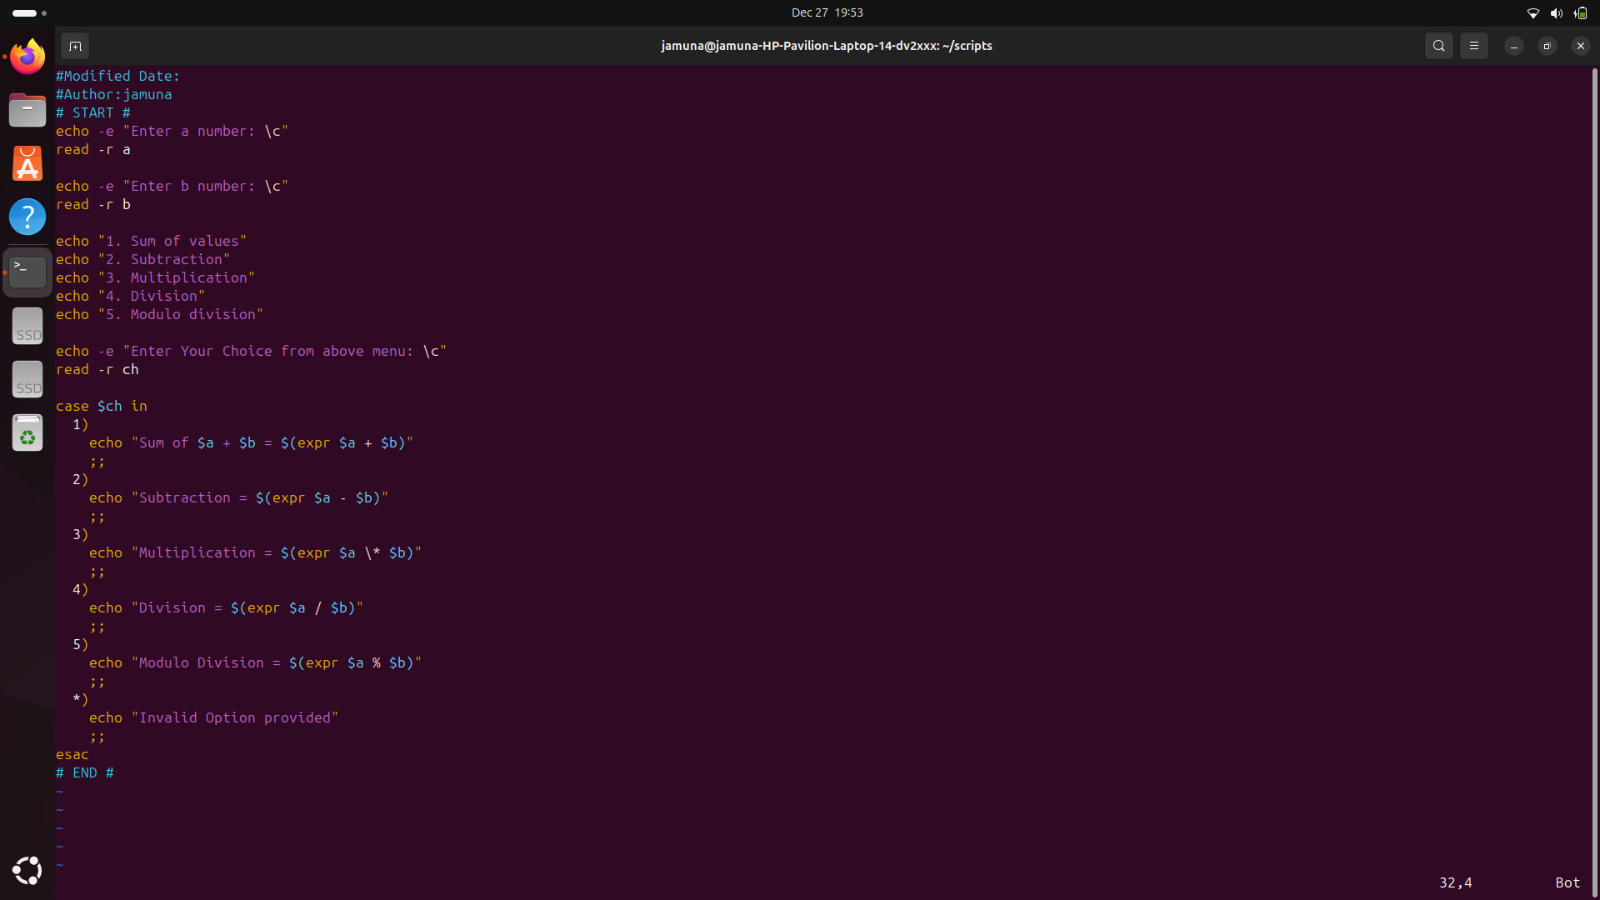 Dec 27 19:53
jamuna@jamuna-HP-Pavilion-Laptop-14-dv2xxx: ~/scripts
#Modified Date:
#Author:jamuna
# START #
echo -e "Enter a number: \c"
read -r a
echo -e "Enter b number: \c"
read -r b
echo "1. Sum of values"
echo "2. Subtraction"
echo "3. Multiplication"
echo "4. Division"
echo "5. Modulo division"
echo -e "Enter Your Choice from above menu: \c"
read -r ch
case $ch in
  1)
    echo "Sum of $a + $b = $(expr $a + $b)"
    ;;
  2)
    echo "Subtraction = $(expr $a - $b)"
    ;;
  3)
    echo "Multiplication = $(expr $a \* $b)"
    ;;
  4)
    echo "Division = $(expr $a / $b)"
    ;;
  5)
    echo "Modulo Division = $(expr $a % $b)"
    ;;
  *)
    echo "Invalid Option provided"
    ;;
esac
# END #
~
~
~
~
~
32,4 Bot
SSD
SSD